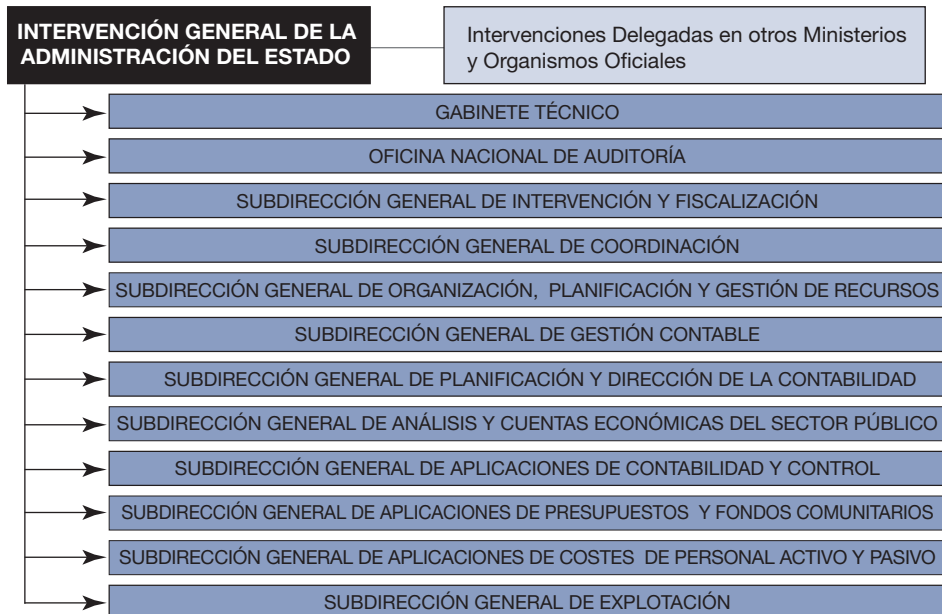 INTERVENCIÓN GENERAL DE LA
ADMINISTRACIÓN DEL ESTADO
Intervenciones Delegadas en otros Ministerios
y Organismos Oficiales
GABINETE TÉCNICO
OFICINA NACIONAL DE AUDITORÍA
SUBDIRECCIÓN GENERAL DE INTERVENCIÓN Y FISCALIZACIÓN
SUBDIRECCIÓN GENERAL DE COORDINACIÓN
SUBDIRECCIÓN GENERAL DE ORGANIZACIÓN, PLANIFICACIÓN Y GESTIÓN DE RECURSOS
SUBDIRECCIÓN GENERAL DE GESTIÓN CONTABLE
SUBDIRECCIÓN GENERAL DE PLANIFICACIÓN Y DIRECCIÓN DE LA CONTABILIDAD
SUBDIRECCIÓN GENERAL DE ANÁLISIS Y CUENTAS ECONÓMICAS DEL SECTOR PÚBLICO
SUBDIRECCIÓN GENERAL DE APLICACIONES DE CONTABILIDAD Y CONTROL
SUBDIRECCIÓN GENERAL DE APLICACIONES DE PRESUPUESTOS Y FONDOS COMUNITARIOS
SUBDIRECCIÓN GENERAL DE APLICACIONES DE COSTES DE PERSONAL ACTIVO Y PASIVO
SUBDIRECCIÓN GENERAL DE EXPLOTACIÓN